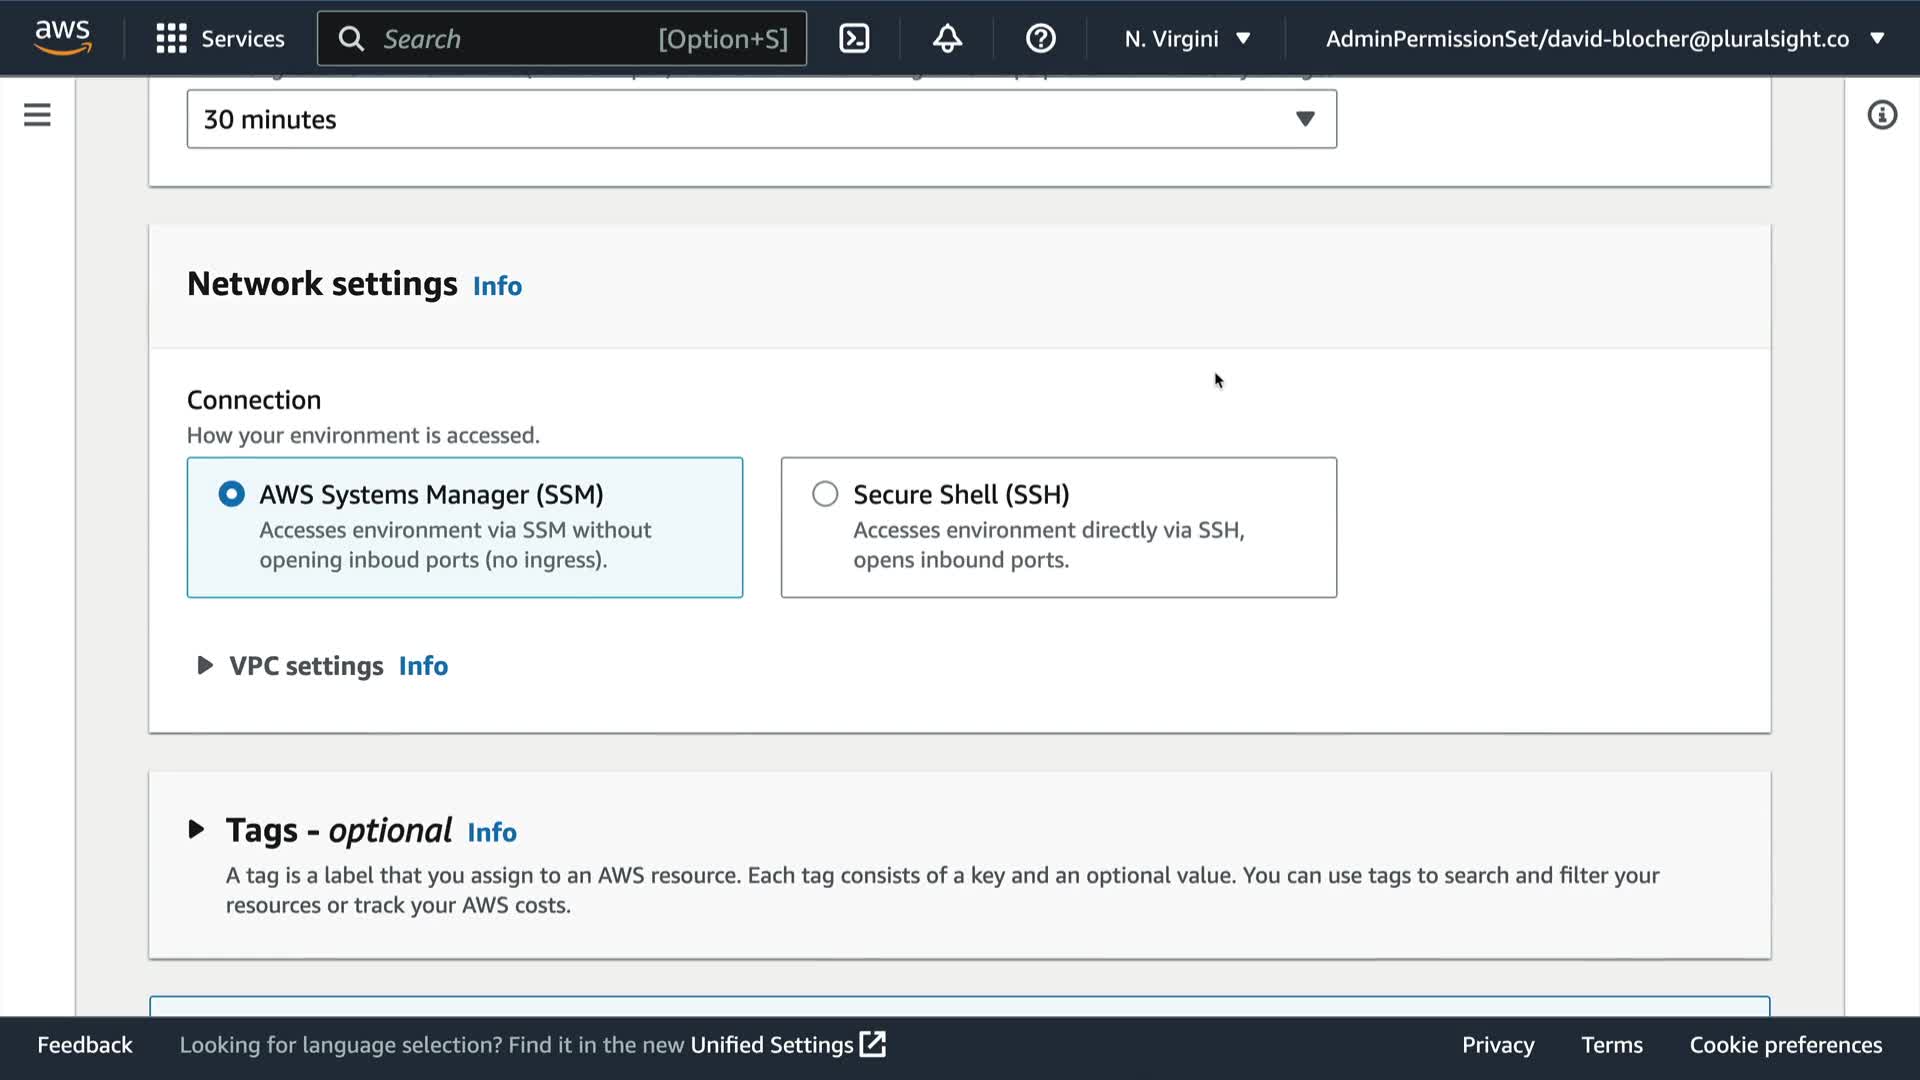 aws
Services
Search
[Option+S]
N. Virgini
AdminPermissionSet/david-blocher@pluralsight.co
30 minutes
Network settings Info
Connection
How your environment is accessed.
AWS Systems Manager (SSM)
Accesses environment via SSM without
opening inboud ports (no ingress).
Secure Shell (SSH)
Accesses environment directly via SSH,
opens inbound ports.
VPC settings Info
Tags - optional Info
A tag is a label that you assign to an AWS resource. Each tag consists of a key and an optional value. You can use tags to search and filter your
resources or track your AWS costs.
Feedback
Looking for language selection? Find it in the new Unified Settings
Privacy
Terms
Cookie preferences